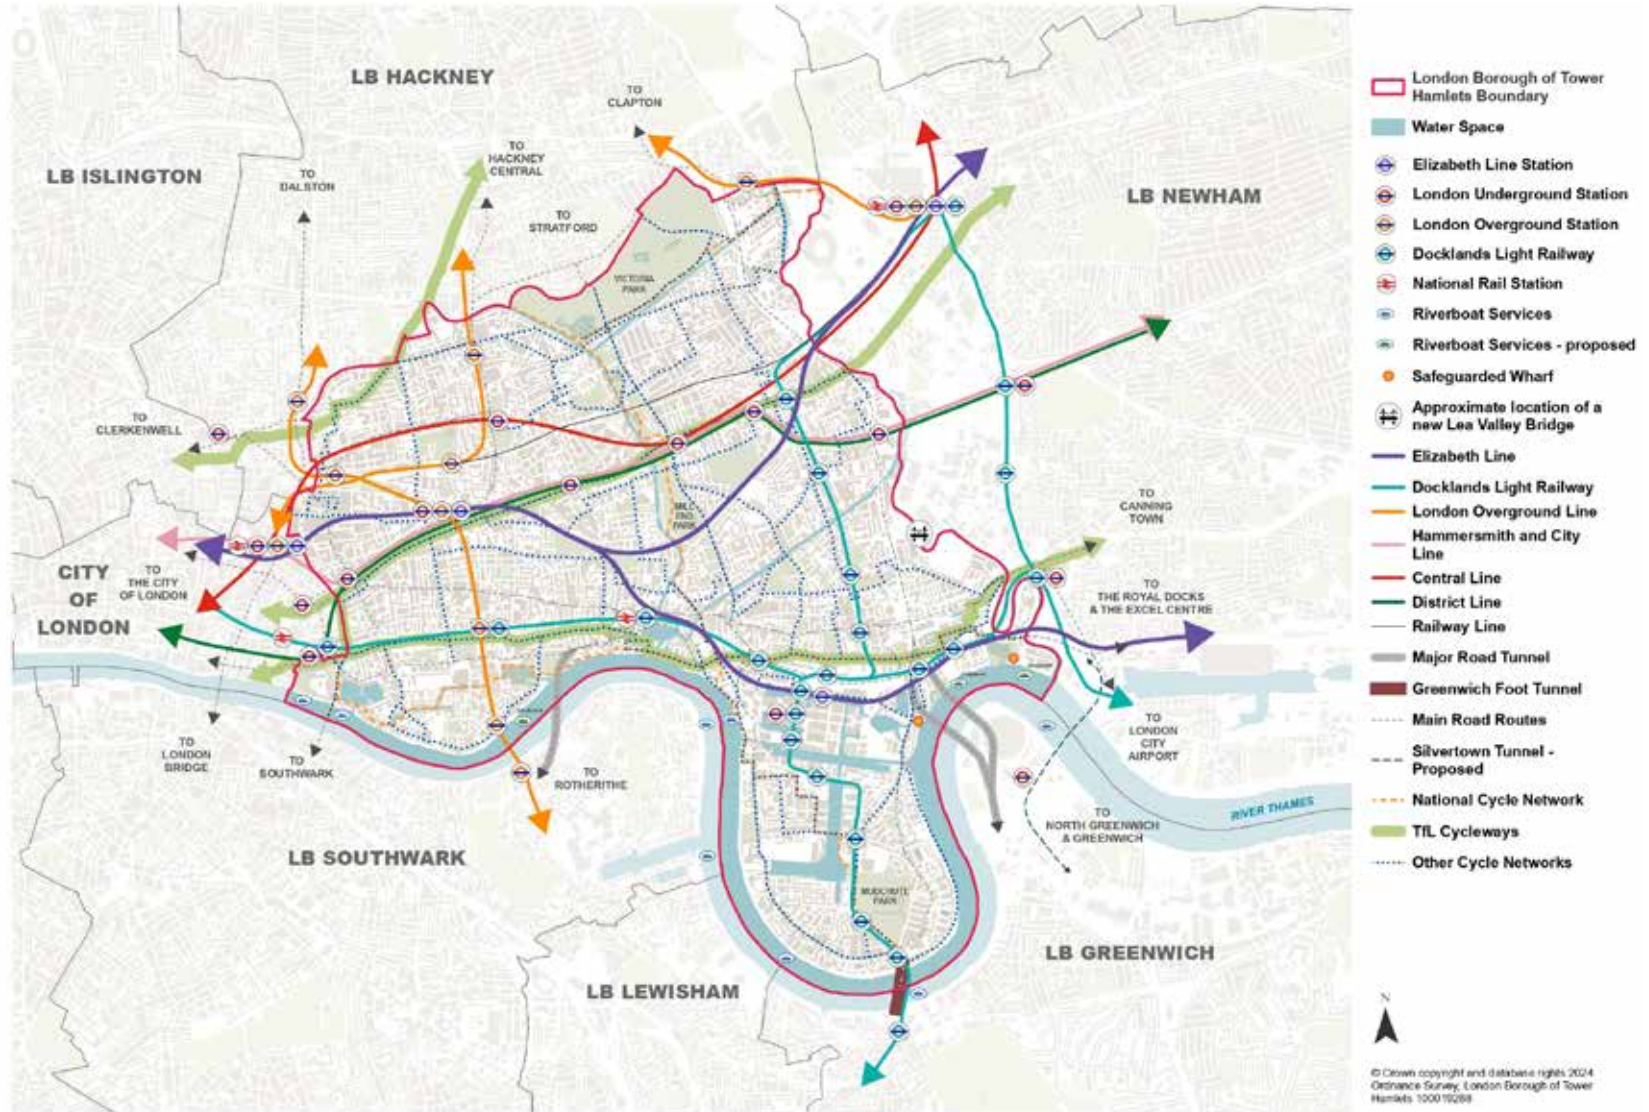 LB HACKNEY
TO
CLAPTON
TO
HACKNEY
CENTRAL
LB ISLINGTON
TO
DALSTON
LB NEWHAM
TO
STRATFORD
VICTORIA
PARK
TO
CLERKENWELL
MILE
END
PARK
TO
CANNING
TOWN
CITY
OF
LONDON
TO
THE CITY
OF LONDON
TO
THE ROYAL DOCKS
& THE EXCEL CENTRE
TO
LONDON
BRIDGE
TO
SOUTHWARK
TO
ROTHERITHE
TO
LONDON
CITY
AIRPORT
TO
NORTH GREENWICH
& GREENWICH
RIVER THAMES
LB SOUTHWARK
MUDCHUTE
PARK
LB GREENWICH
LB LEWISHAM
London Borough of Tower
Hamlets Boundary
Water Space
Elizabeth Line Station
London Underground Station
London Overground Station
Docklands Light Railway
National Rail Station
Riverboat Services
Riverboat Services - proposed
Safeguarded Wharf
Approximate location of a
new Lea Valley Bridge
Elizabeth Line
Docklands Light Railway
London Overground Line
Hammersmith and City
Line
Central Line
District Line
Railway Line
Major Road Tunnel
Greenwich Foot Tunnel
Main Road Routes
Silvertown Tunnel -
Proposed
National Cycle Network
TfL Cycleways
Other Cycle Networks
N
© Crown copyright and database rights 2024
Ordnance Survey, London Borough of Tower
Hamlets 100019288